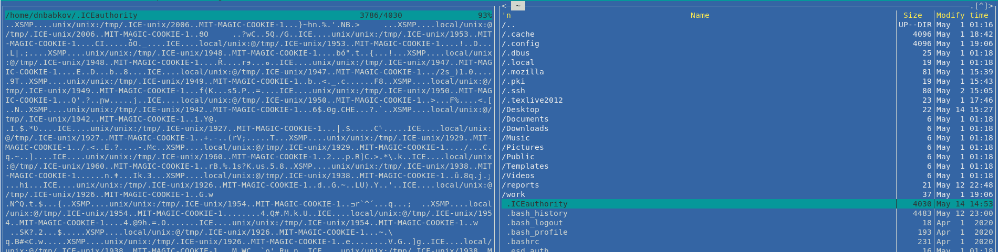 /home/dnbabkov/.ICEauthority 3786/4030 93%
..XSMP....unix/unix:/tmp/.ICE-unix/2006..MIT-MAGIC-COOKIE-1...}~hn.%.'.NB.> ...XSMP....local/unix:@
/tmp/.ICE-unix/2006..MIT-MAGIC-COOKIE-1.. ..?wC..5Q./G..ICE....unix/unix:/tmp/.ICE-unix/1953..MIT
-MAGIC-COOKIE-1....CI.....ǭO._....ICE....local/unix:@/tmp/.ICE-unix/1953..MIT-MAGIC-COOKIE-1....!..D...
.L|.;....XSMP....unix/unix:/tmp/.ICE-unix/1948..MIT-MAGIC-COOKIE-1....bó".t..{...!...XSMP....local/unix
:@/tmp/.ICE-unix/1948..MIT-MAGIC-COOKIE-1....Ȓ....r϶...ه..ICE....unix/unix:/tmp/.ICE-unix/1947..MIT-MAG
IC-COOKIE-1....E..D...b..8....ICE....local/unix:@/tmp/.ICE-unix/1947..MIT-MAGIC-COOKIE-1.../2s_)1.0....
.9T..XSMP....unix/unix:/tmp/.ICE-unix/1949..MIT-MAGIC-COOKIE-1..b..<._.c......F8..XSMP....local/unix:@/
tmp/.ICE-unix/1949..MIT-MAGIC-COOKIE-1...f(K...s5.P..=....ICE....unix/unix:/tmp/.ICE-unix/1950..MIT-MAG
IC-COOKIE-1...Q'.?..ըw.....j..ICE....local/unix:@/tmp/.ICE-unix/1950..MIT-MAGIC-COOKIE-1..>...F%....<.[
..N..XSMP....unix/unix:/tmp/.ICE-unix/1942..MIT-MAGIC-COOKIE-1...6$.0g.CHE...?.`..XSMP....local/unix:@/
tmp/.ICE-unix/1942..MIT-MAGIC-COOKIE-1..i.Y@.
.I.$.*ʋ....ICE....unix/unix:/tmp/.ICE-unix/1927..MIT-MAGIC-COOKIE-1...|.$.....C .....ICE....local/unix:
@/tmp/.ICE-unix/1927..MIT-MAGIC-COOKIE-1..+.-..(rV;.....T...XSMP....unix/unix:/tmp/.ICE-unix/1929..MIT-
MAGIC-COOKIE-1../.<..E.?....-.Mc..XSMP....local/unix:@/tmp/.ICE-unix/1929..MIT-MAGIC-COOKIE-1..../...C.
q.~..]....ICE....unix/unix:/tmp/.ICE-unix/1960..MIT-MAGIC-COOKIE-1..2...p.R]C.>.*\.k..ICE....local/unix
:@/tmp/.ICE-unix/1960..MIT-MAGIC-COOKIE-1..rB.%.1s?K.us.5.8..XSMP....unix/unix:/tmp/.ICE-unix/1938..MIT
-MAGIC-COOKIE-1......n.ǂ...Ik.3...XSMP....local/unix:@/tmp/.ICE-unix/1938..MIT-MAGIC-COOKIE-1..ű.8q.j.
...hi...ICE....unix/unix:/tmp/.ICE-unix/1926..MIT-MAGIC-COOKIE-1..d..G.~..LU).Y..'..ICE....local/unix:@
/tmp/.ICE-unix/1926..MIT-MAGIC-COOKIE-1..G.w
.N^Q.t.$...{..XSMP....unix/unix:/tmp/.ICE-unix/1954..MIT-MAGIC-COOKIE-1.. ...q...; ..XSMP....local
/unix:@/tmp/.ICE-unix/1954..MIT-MAGIC-COOKIE-1........4.Q#.M.k.U..ICE....local/unix:@/tmp/.ICE-unix/195
4..MIT-MAGIC-COOKIE-1....4.@9h.=.O.......ICE....unix/unix:/tmp/.ICE-unix/1954..MIT-MAGIC-COOKIE-1..w
..SK?.2...$.....XSMP....local/unix:@/tmp/.ICE-unix/1926..MIT-MAGIC-COOKIE-1...~.\
q.B#<C.w.....XSMP....unix/unix:/tmp/.ICE-unix/1926..MIT-MAGIC-COOKIE-1..e........V.G..]g..ICE....local/
unix:@/tmp/.ICE-unix/1938..MIT-MAGIC-COOKIE-1...M.WC..`o'.Ru.n..ICE....unix/unix:/tmp/.ICE-unix/1938..M
<─ ~ .[^]>
'n Name Size Modify time
/.. UP--DIR May 1 01:16
/.cache 4096 May 1 18:42
/.config 4096 May 1 19:06
/.dbus 25 May 1 01:18
/.local 19 May 1 01:18
/.mozilla 81 May 1 15:39
/.pki 19 May 1 15:43
/.ssh 80 May 2 15:05
/.texlive2012 23 May 1 17:46
/Desktop 22 May 14 15:27
/Documents 6 May 1 01:18
/Downloads 6 May 1 01:18
/Music 6 May 1 01:18
/Pictures 6 May 1 01:18
/Public 6 May 1 01:18
/Templates 6 May 1 01:18
/Videos 6 May 1 01:18
/reports 21 May 12 22:48
/work 37 May 1 19:06
.ICEauthority 4030 May 14 14:53
.bash_history 4483 May 12 23:00
.bash_logout 18 Apr 1 2020
.bash_profile 193 Apr 1 2020
.bashrc 231 Apr 1 2020
.esd_auth 16 May 1 01:18